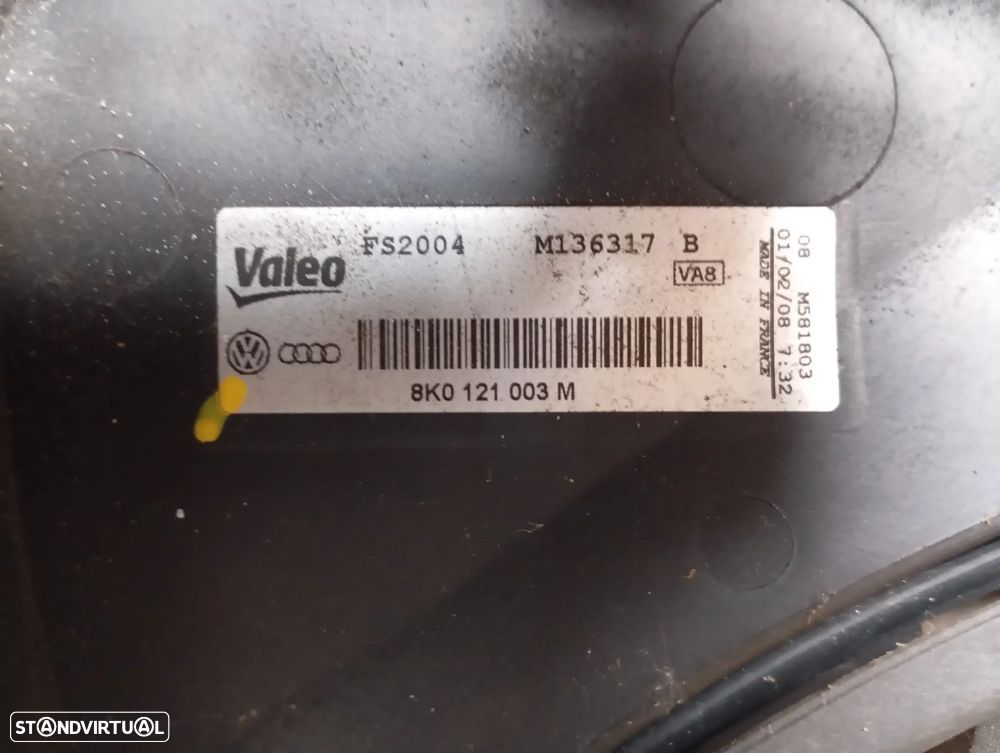 Valeo
FS2004 M136317 B
VA8
8K0 121 003 M
MADE IN FRANCE
01/02/08 7:32
08 M581803
STANDVIRTUAL